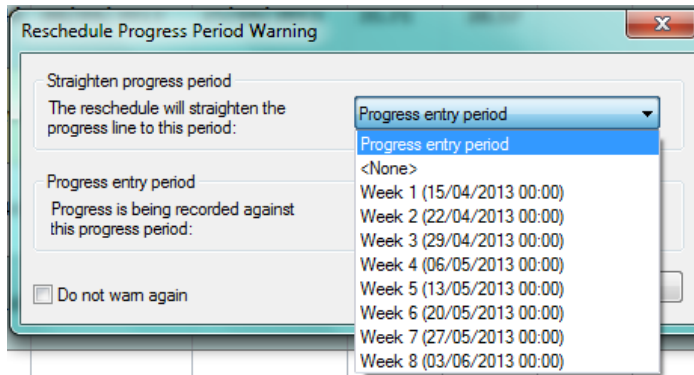 Reschedule Progress Period Warning
Straighten progress period
The reschedule will straighten the
progress line to this period:
Progress entry period
Progress entry period
<None>
Week 1 (15/04/2013 00:00)
Week 2 (22/04/2013 00:00)
Week 3 (29/04/2013 00:00)
Week 4 (06/05/2013 00:00)
Week 5 (13/05/2013 00:00)
Week 6 (20/05/2013 00:00)
Week 7 (27/05/2013 00:00)
Week 8 (03/06/2013 00:00)
Progress entry period
Progress is being recorded against
this progress period:
Do not warn again